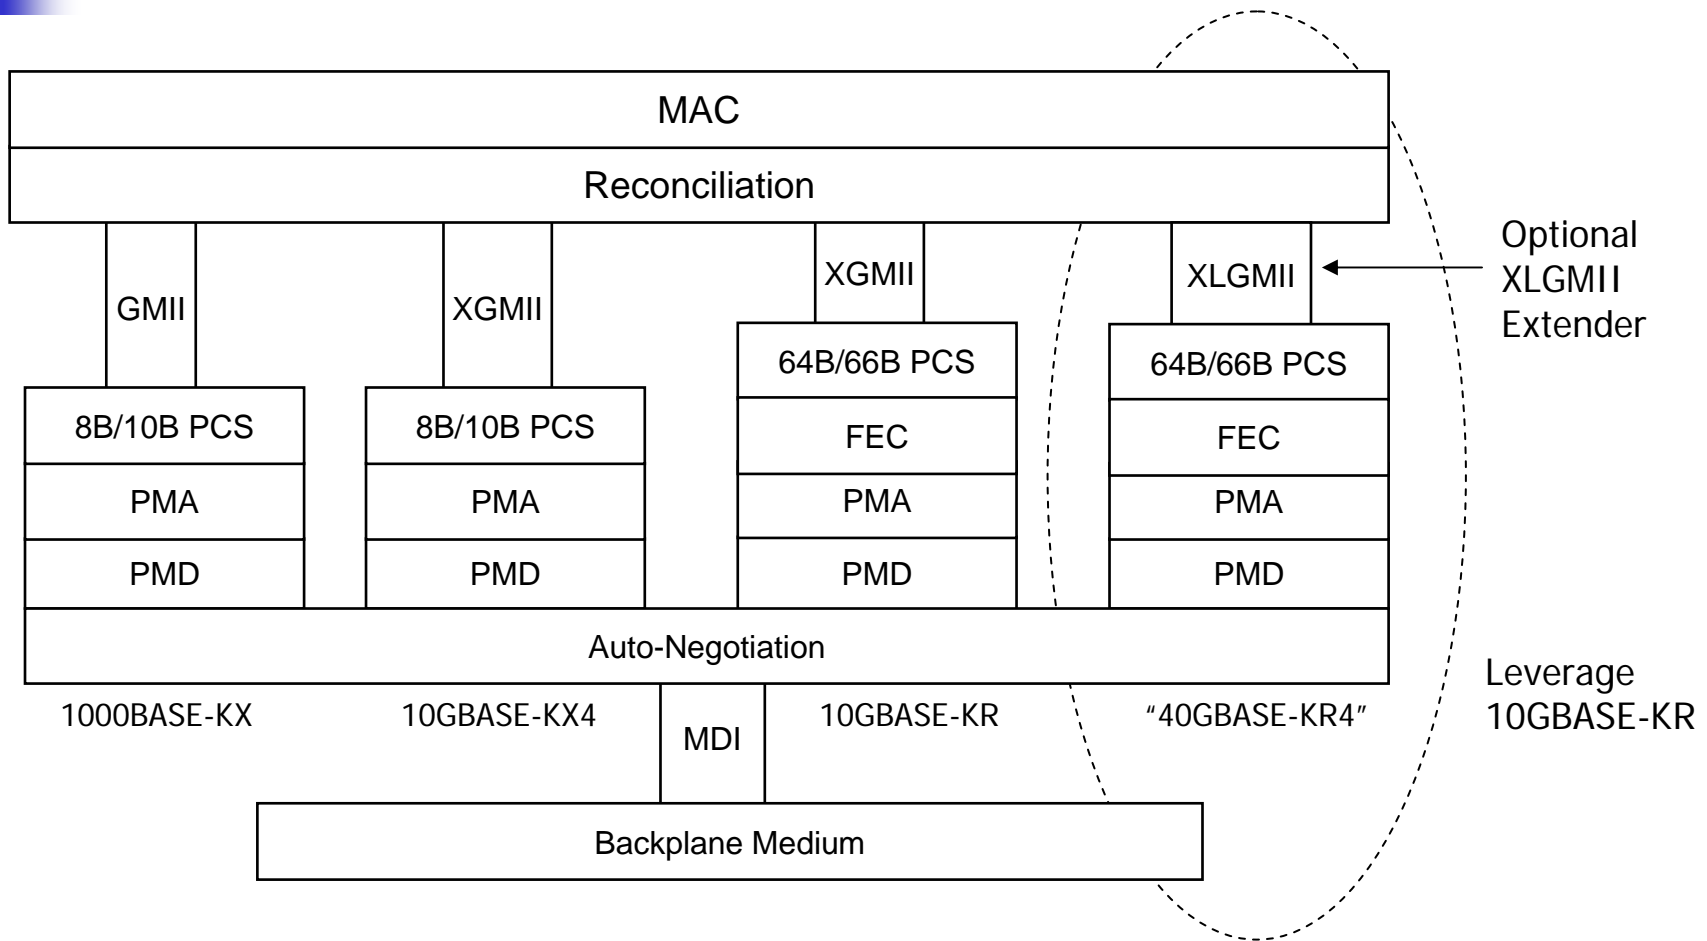 MAC
Reconciliation
GMII
XGMII
XGMII
XLGMII
Optional
XLGMII
Extender
8B/10B PCS
PMA
PMD
8B/10B PCS
PMA
PMD
64B/66B PCS
FEC
PMA
PMD
64B/66B PCS
FEC
PMA
PMD
Auto-Negotiation
1000BASE-KX
10GBASE-KX4
10GBASE-KR
“40GBASE-KR4”
Leverage
10GBASE-KR
MDI
Backplane Medium